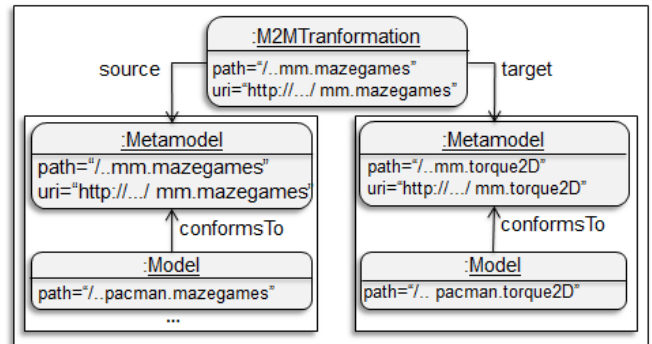 :M2MTranformation
source
path="/..mm.mazegames”
uri=“http://.../ mm.mazegames”
target
:Metamodel
path=“/..mm.mazegames”
uri=“http://.../ mm.mazegames”
:Metamodel
path=“/..mm.torque2D”
uri=“http://.../ mm.torque2D”
conformsTo
conformsTo
:Model
path=“/..pacman.mazegames”
...
:Model
path=“/.. pacman.torque2D”